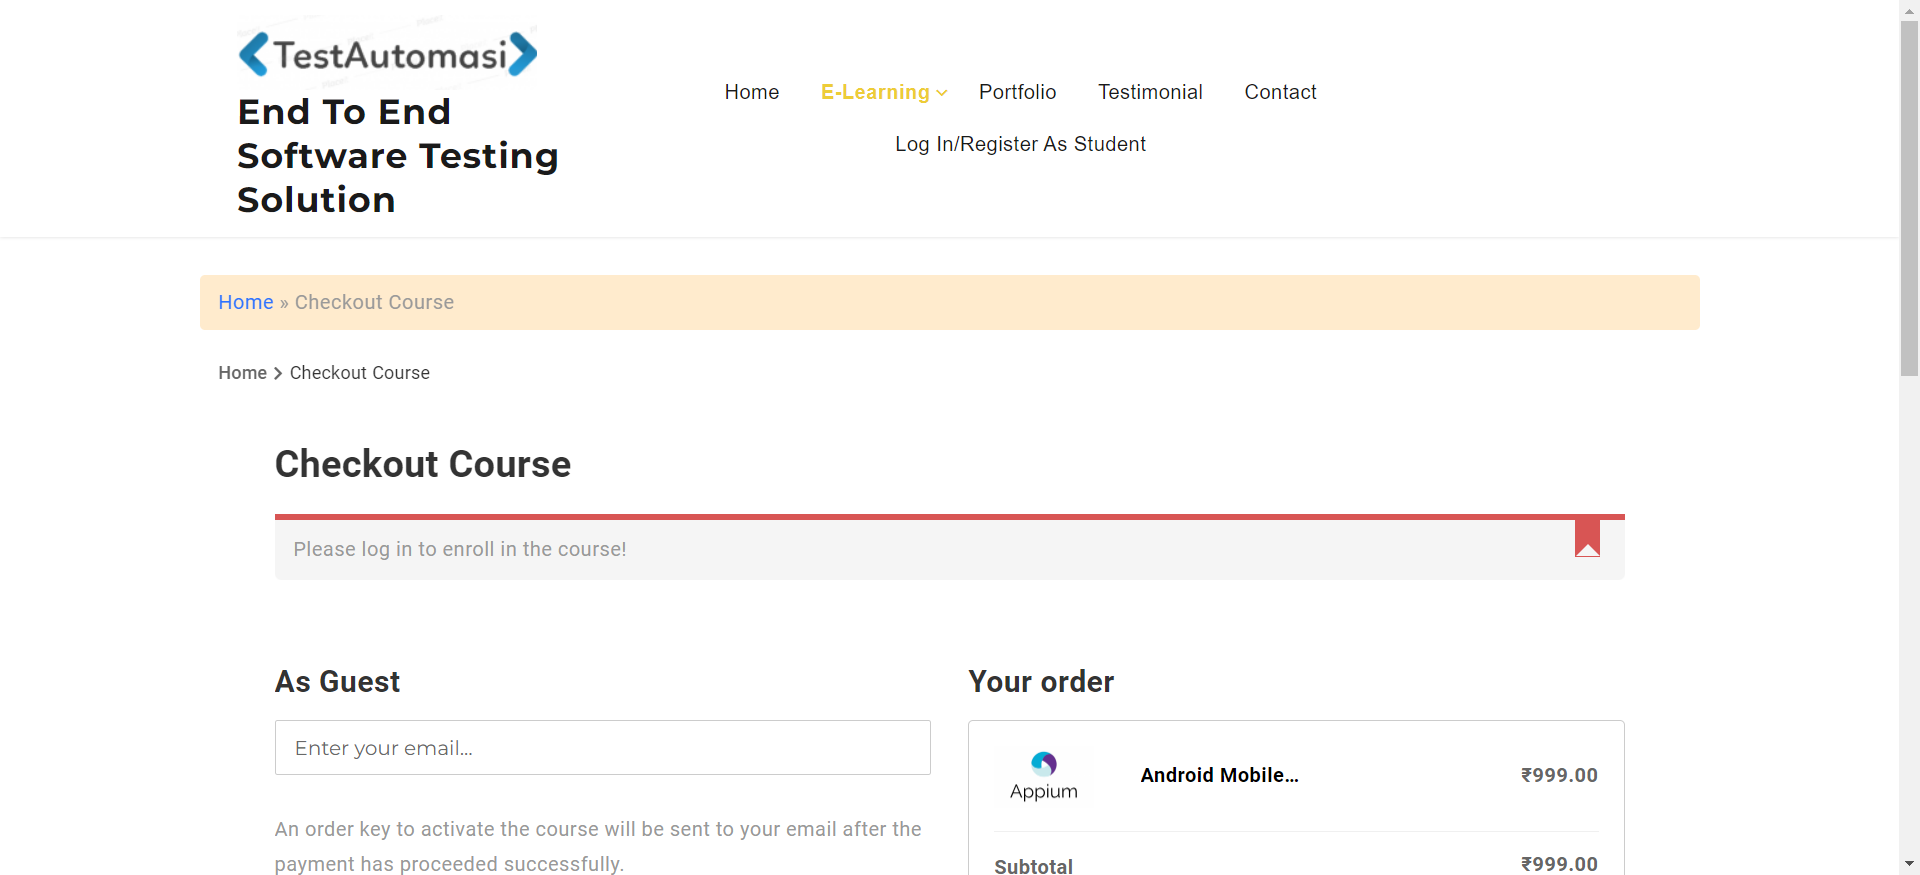 TestAutomasi
End To End
Software Testing
Solution
Home
E-Learning
Portfolio
Testimonial
Contact
Log In/Register As Student
Home » Checkout Course
Home Checkout Course
Checkout Course
Please log in to enroll in the course!
As Guest
Enter your email...
An order key to activate the course will be sent to your email after the
payment has proceeded successfully.
Your order
Appium
Android Mobile...
₹999.00
Subtotal
₹999.00